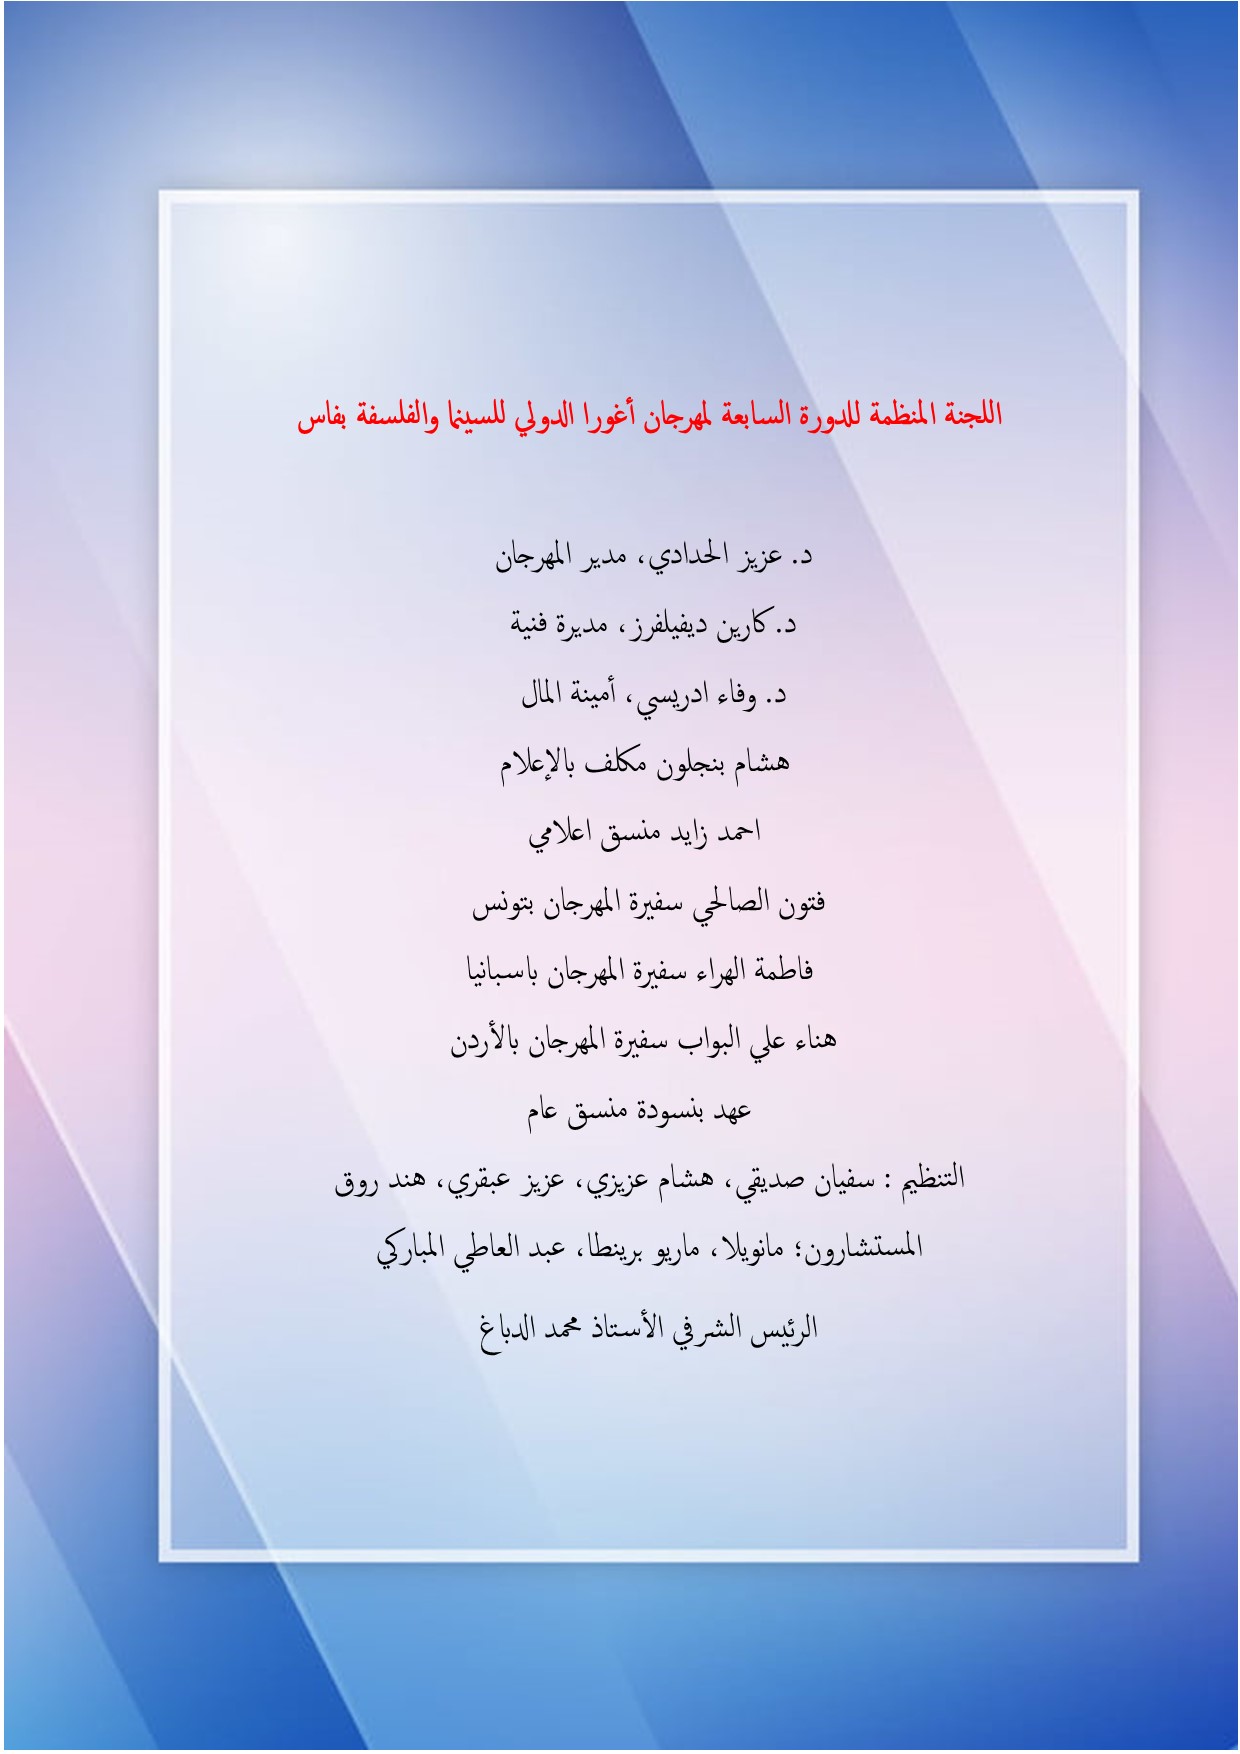 اللجنة المنظمة للدورة السابعة لمهرجان أغورا الدولي للسينما والفلسفة بفاس
د. عزيز الحدادي، مدير المهرجان
د.كارين ديفيلفرز، مديرة فنية
د. وفاء ادريسي، أمينة المال
هشام بنجلون مكلف بالإعلام
احمد زايد منسق اعلامي
فتون الصالحي سفيرة المهرجان بتونس
فاطمة الهراء سفيرة المهرجان باسبانيا
هناء علي البواب سفيرة المهرجان بالأردن
عهد بنسودة منسق عام
التنظيم : سفيان صديقي، هشام عزيزي، عزيز عبقري، هند روق
المستشارون؛ مانويلا، ماريو برينطا، عبد العاطي المباركي
الرئيس الشرفي الأستاذ محمد الدباغ